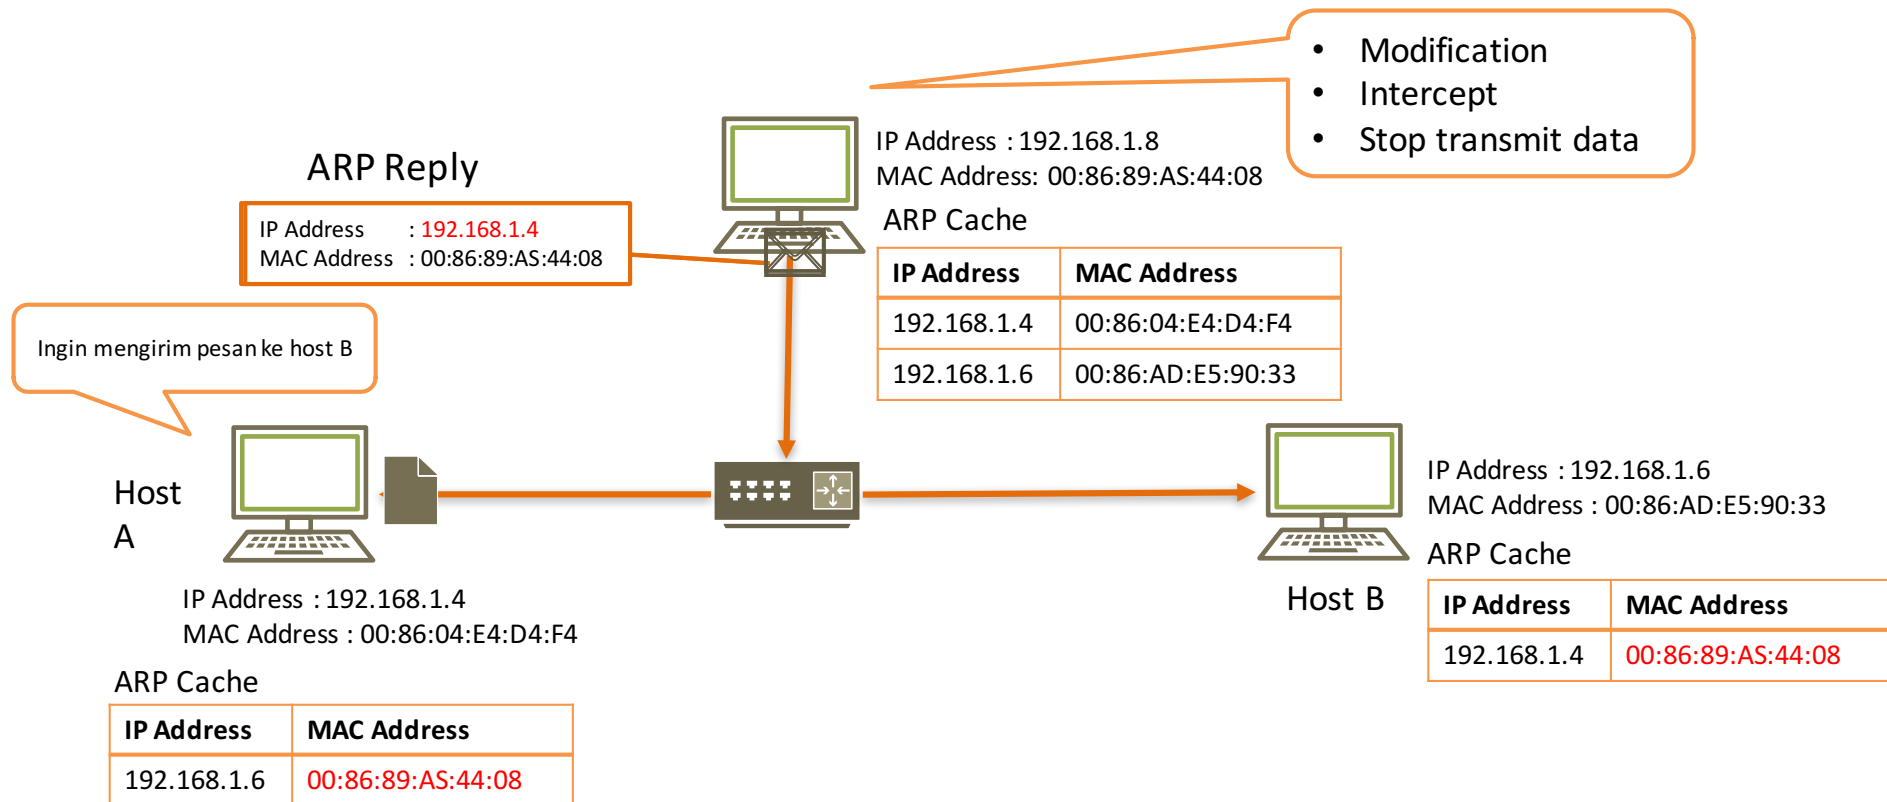 • Modification
• Intercept
• Stop transmit data
IP Address : 192.168.1.8
MAC Address: 00:86:89:AS:44:08
ARP Reply
IP Address : 192.168.1.4
MAC Address : 00:86:89:AS:44:08
ARP Cache
IP Address MAC Address
192.168.1.4 00:86:04:E4:D4:F4
192.168.1.6 00:86:AD:E5:90:33
Ingin mengirim pesan ke host B
Host
A
IP Address : 192.168.1.4
MAC Address : 00:86:04:E4:D4:F4
ARP Cache
IP Address MAC Address
192.168.1.6 00:86:89:AS:44:08
IP Address : 192.168.1.6
MAC Address : 00:86:AD:E5:90:33
Host B
ARP Cache
IP Address MAC Address
192.168.1.4 00:86:89:AS:44:08